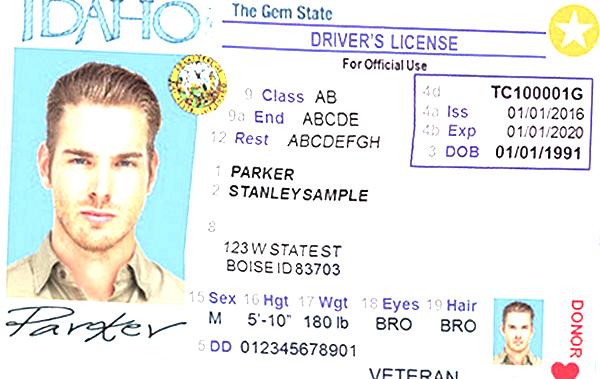 IDAHO
The Gem State
DRIVER'S LICENSE
For Official Use
9 Class AB
9a End ABCDE
12 Rest ABCDEFGH
4d TC100001G
4a Iss 01/01/2016
4b Exp 01/01/2020
3 DOB 01/01/1991
1 PARKER
2 STANLEYSAMPLE
8
123 W STATE ST
BOISE ID 83703
15 Sex 16 Hgt 17 Wgt 18 Eyes 19 Hair
M 5'-10" 180 lb BRO BRO
5 DD 012345678901
VETERAN
DONOR
Parker